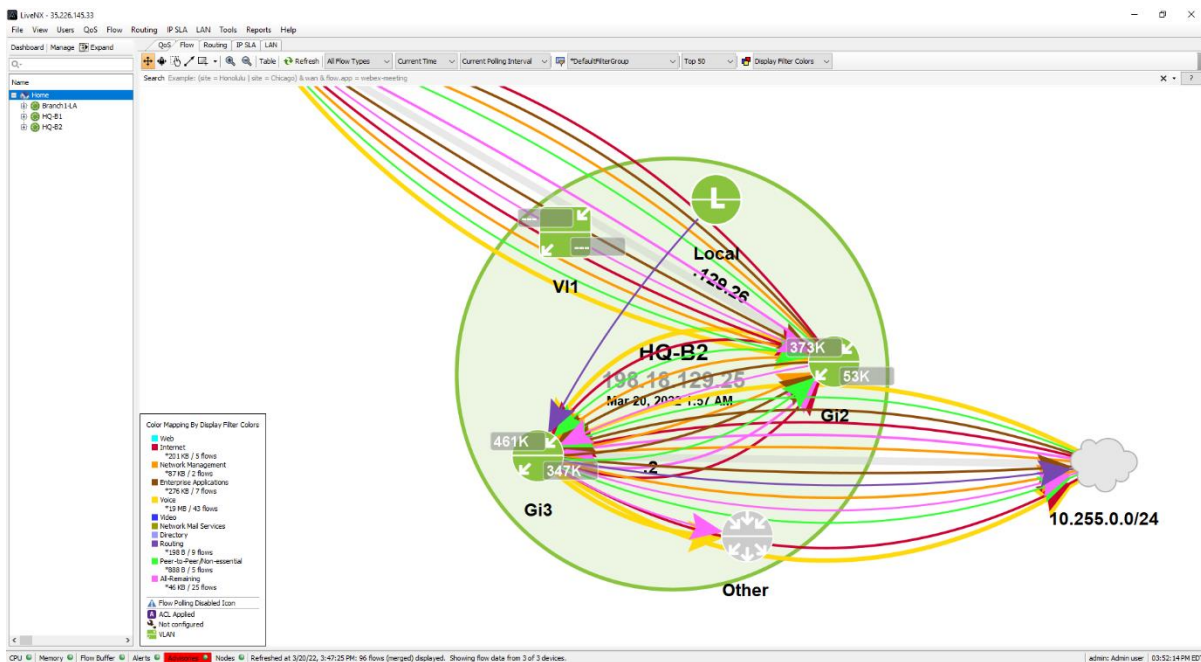 LiveNX - 35.226.145.33
File View Users QoS Flow Routing IP SLA LAN Tools Reports Help
Dashboard Manage Expand
QoS Flow Routing IP SLA LAN
Table Refresh All Flow Types Current Time Current Polling Interval *DefaultFilterGroup Top 50 Display Filter Colors
Search Example: (site = Honolulu | site = Chicago) & wan & flow.app = webex-meeting
Name
Home
Branch1-LA
HQ-B1
HQ-B2
L
Local
.129.26
---
---
Vl1
HQ-B2
198.18.129.25
373K
53K
Gi2
461K
347K
.2
Gi3
Other
10.255.0.0/24
Color Mapping By Display Filter Colors
Web
Internet
*201 KB / 5 flows
Network Management
*87 KB / 2 flows
Enterprise Applications
*276 KB / 7 flows
Voice
*19 MB / 43 flows
Video
Network Mail Services
Directory
Routing
*198 B / 9 flows
Peer-to-Peer/Non-essential
*888 B / 5 flows
All-Remaining
*46 KB / 25 flows
Flow Polling Disabled Icon
A ACL Applied
Not configured
VLAN
CPU Memory Flow Buffer Alerts Nodes Refreshed at 3/20/22, 3:47:25 PM: 96 flows (merged) displayed. Showing flow data from 3 of 3 devices.
admin: Admin user 03:52:14 PM